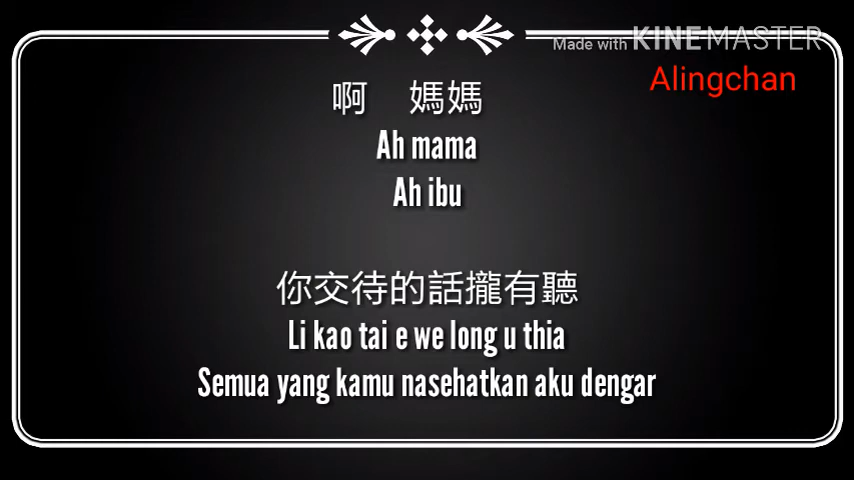 Made with KINEMASTER
Alingchan
啊 媽媽
Ah mama
Ah ibu
你交待的話攏有聽
Li kao tai e we long u thia
Semua yang kamu nasehatkan aku dengar